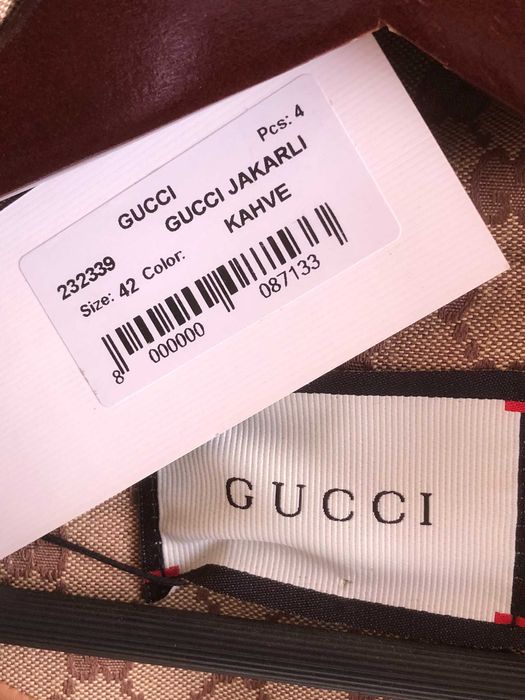 Pcs: 4
GUCCI
GUCCI JAKARLI
KAHVE
232339
Size: 42 Color:
8 000000 087133
GUCCI